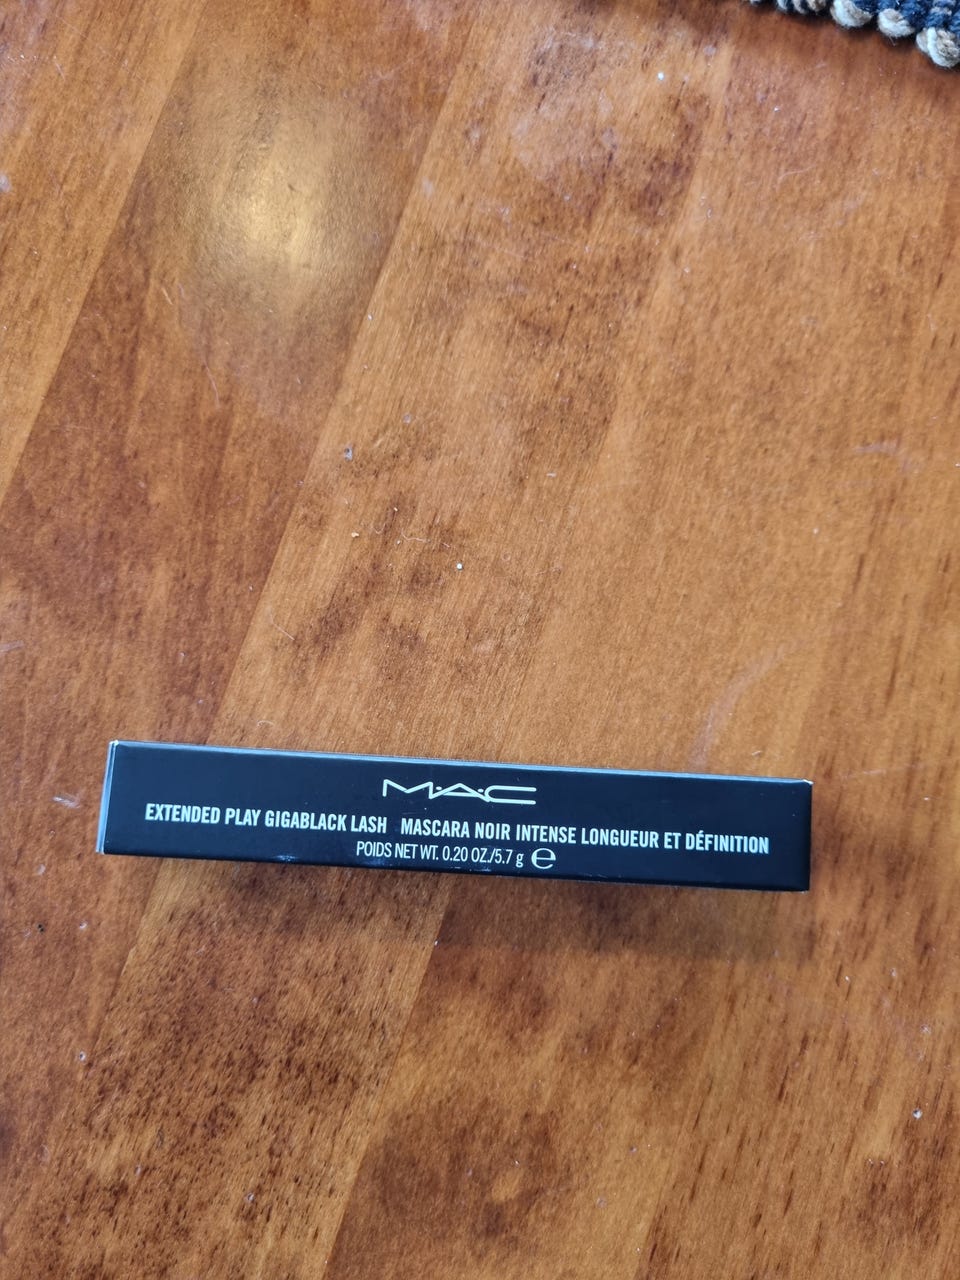 M·A·C
EXTENDED PLAY GIGABLACK LASH MASCARA NOIR INTENSE LONGUEUR ET DÉFINITION
POIDS NET WT. 0.20 OZ./5.7 g ℮